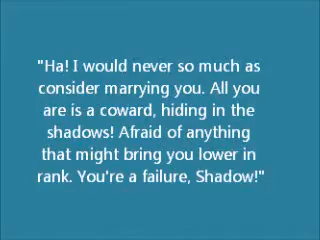 "Ha! I would never so much as
consider marrying you. All you
are is a coward, hiding in the
shadows! Afraid of anything
that might bring you lower in
rank. You're a failure, Shadow!"